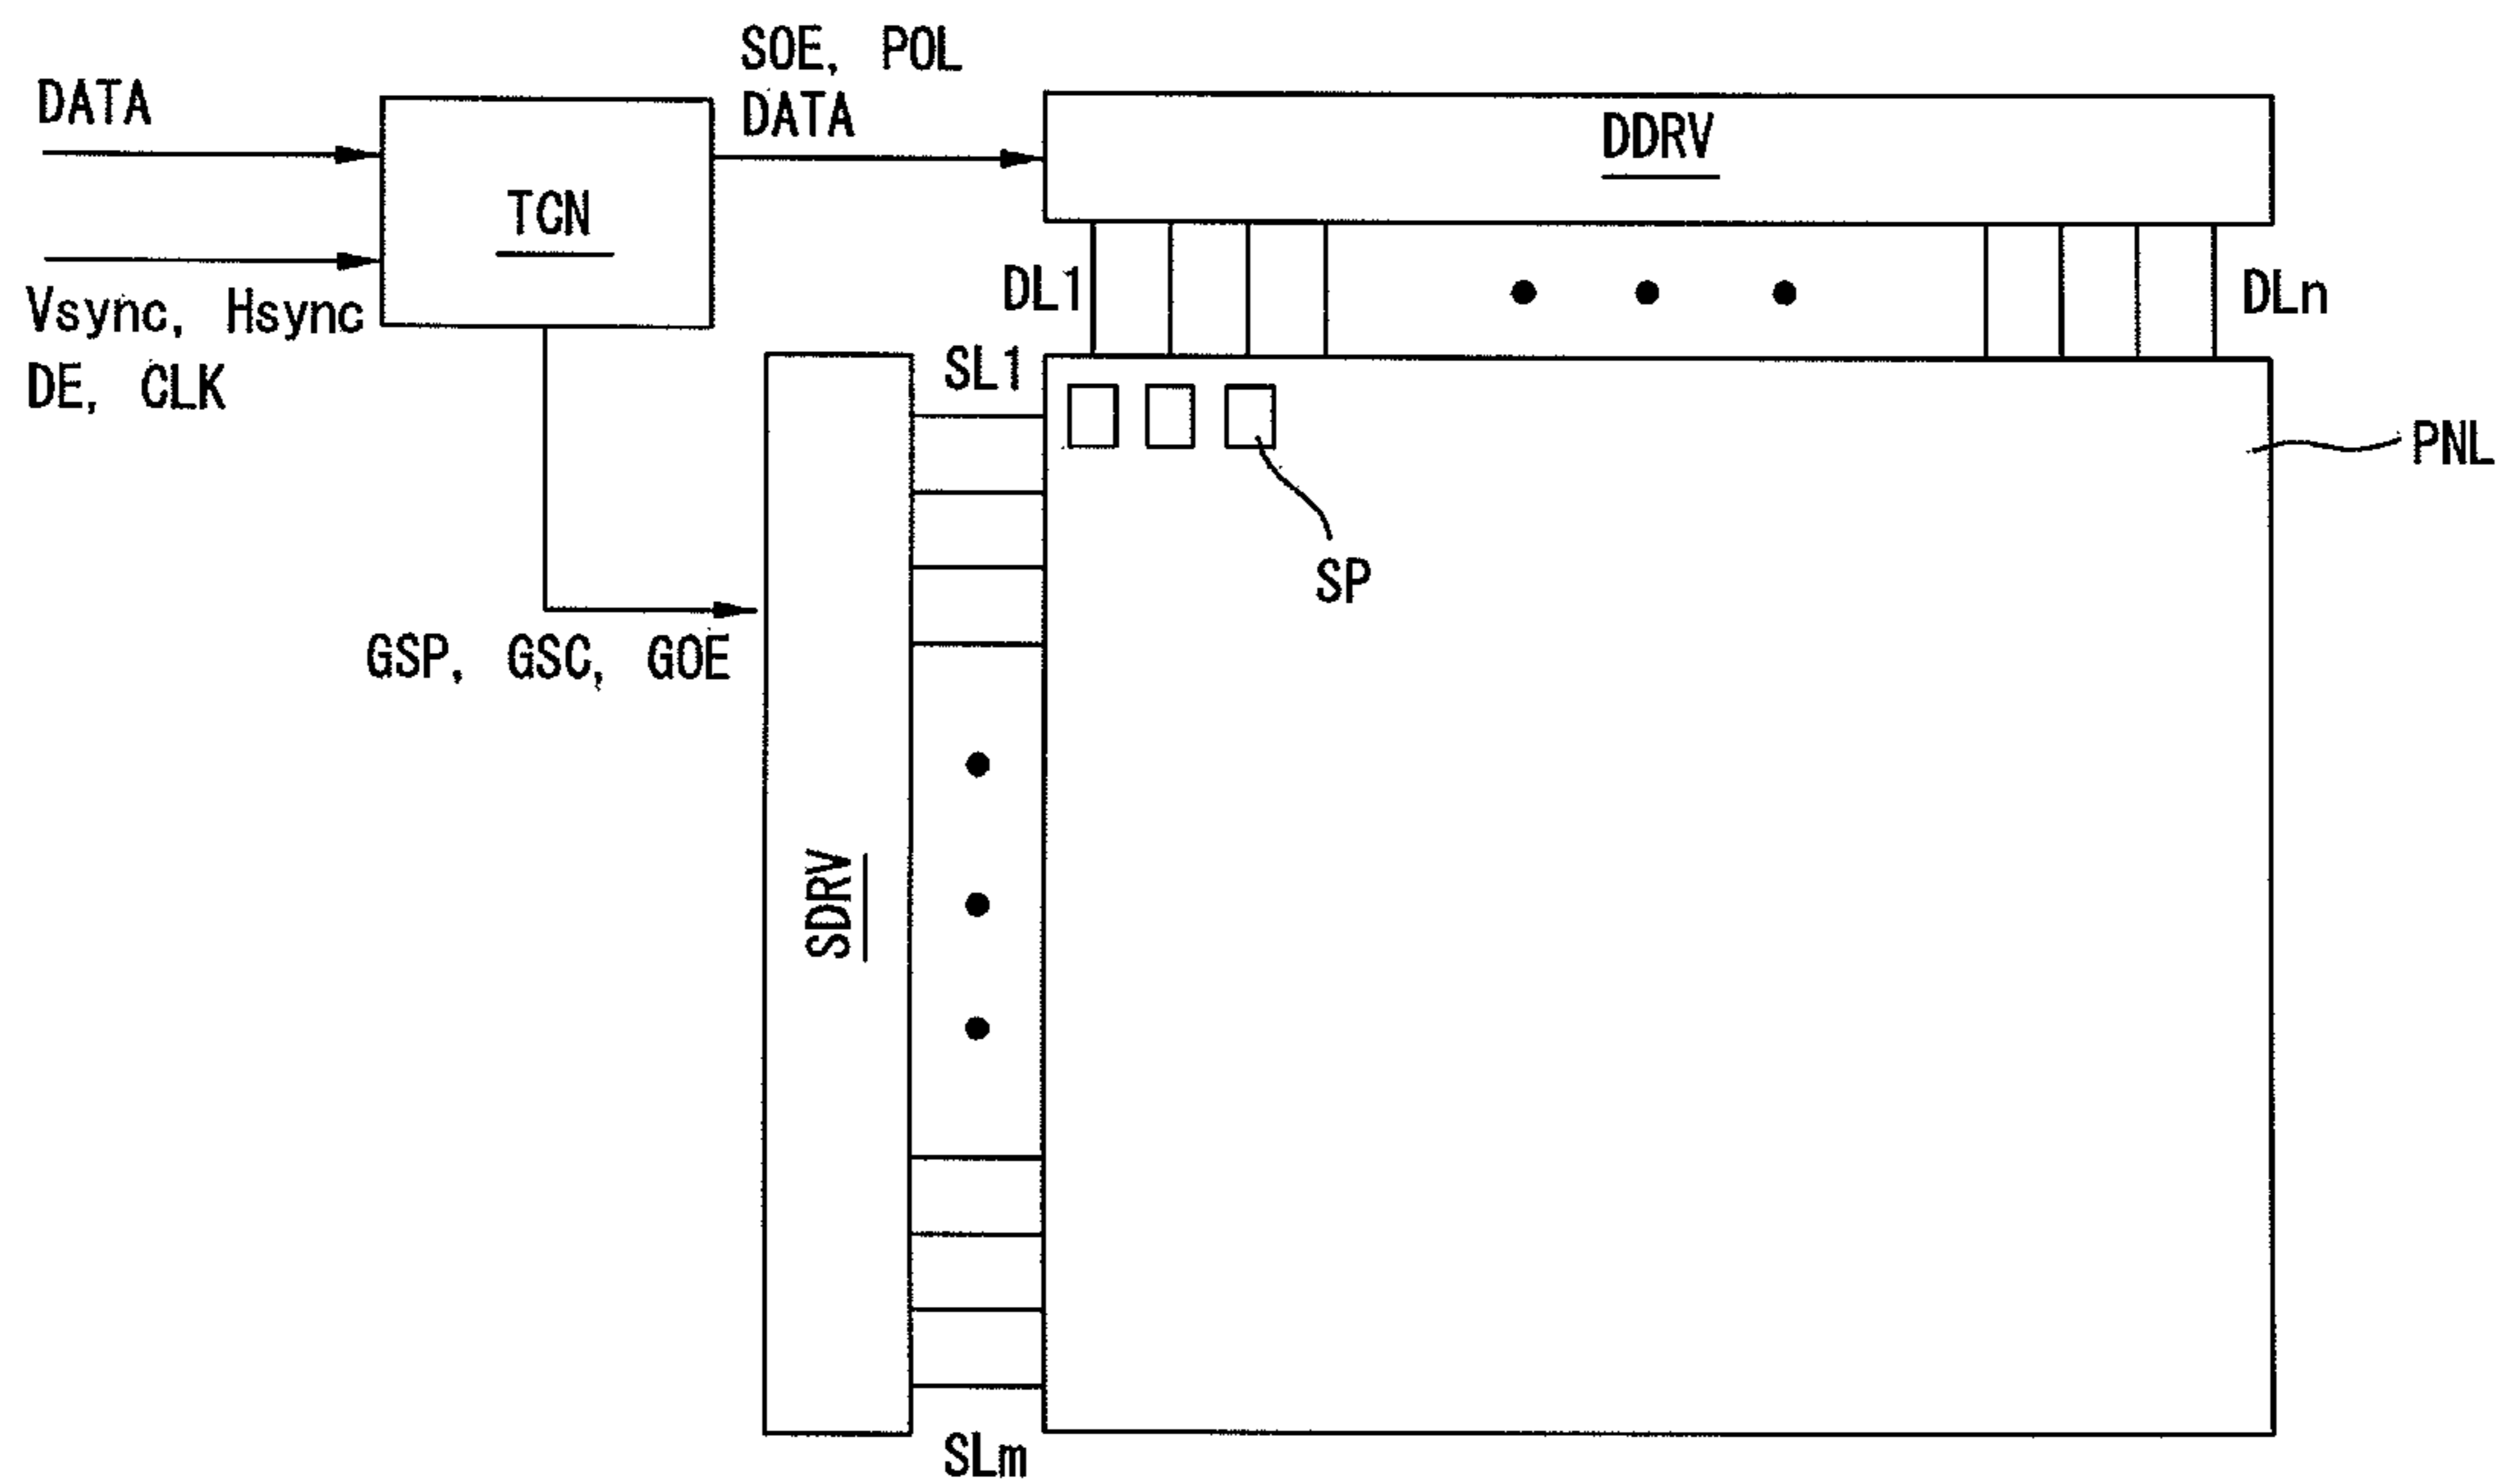 SOE, POL
DATA
DATA
DDRV
TCN
Vsync, Hsync
DE, CLK
DL1
DLn
SL1
PNL
SP
GSP, GSC, GOE
SDRV
SLm